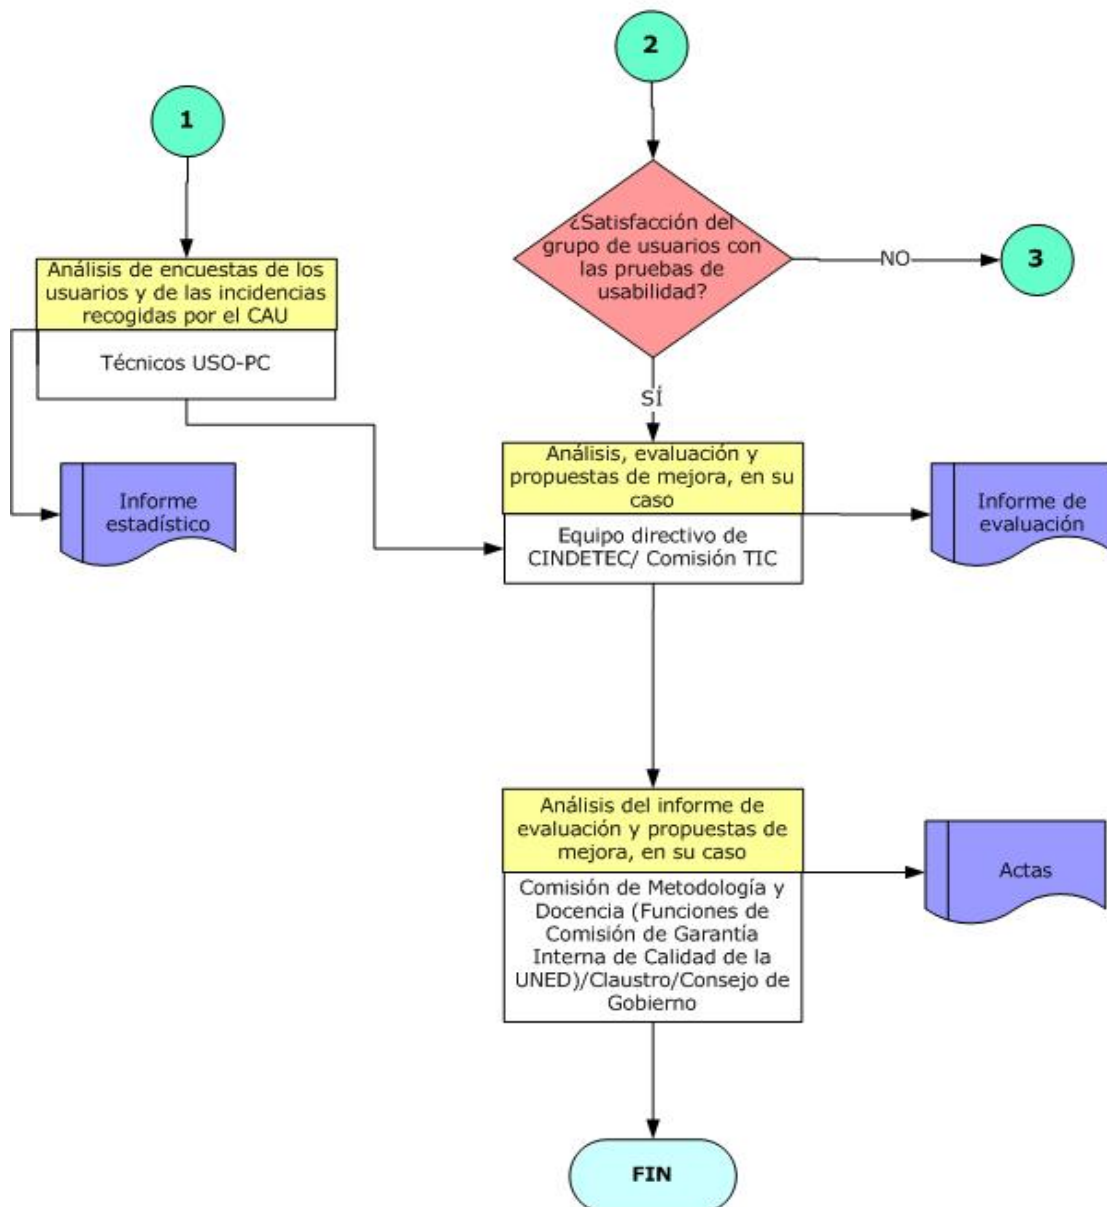 2
1
¿Satisfacción del
grupo de usuarios con
las pruebas de
usabilidad?
NO
3
Análisis de encuestas de los
usuarios y de las incidencias
recogidas por el CAU
Técnicos USO-PC
SÍ
Informe
estadístico
Análisis, evaluación y
propuestas de mejora, en su
caso
Equipo directivo de
CINDETEC/ Comisión TIC
Informe de
evaluación
Análisis del informe de
evaluación y propuestas de
mejora, en su caso
Comisión de Metodología y
Docencia (Funciones de
Comisión de Garantía
Interna de Calidad de la
UNED)/Claustro/Consejo de
Gobierno
Actas
FIN